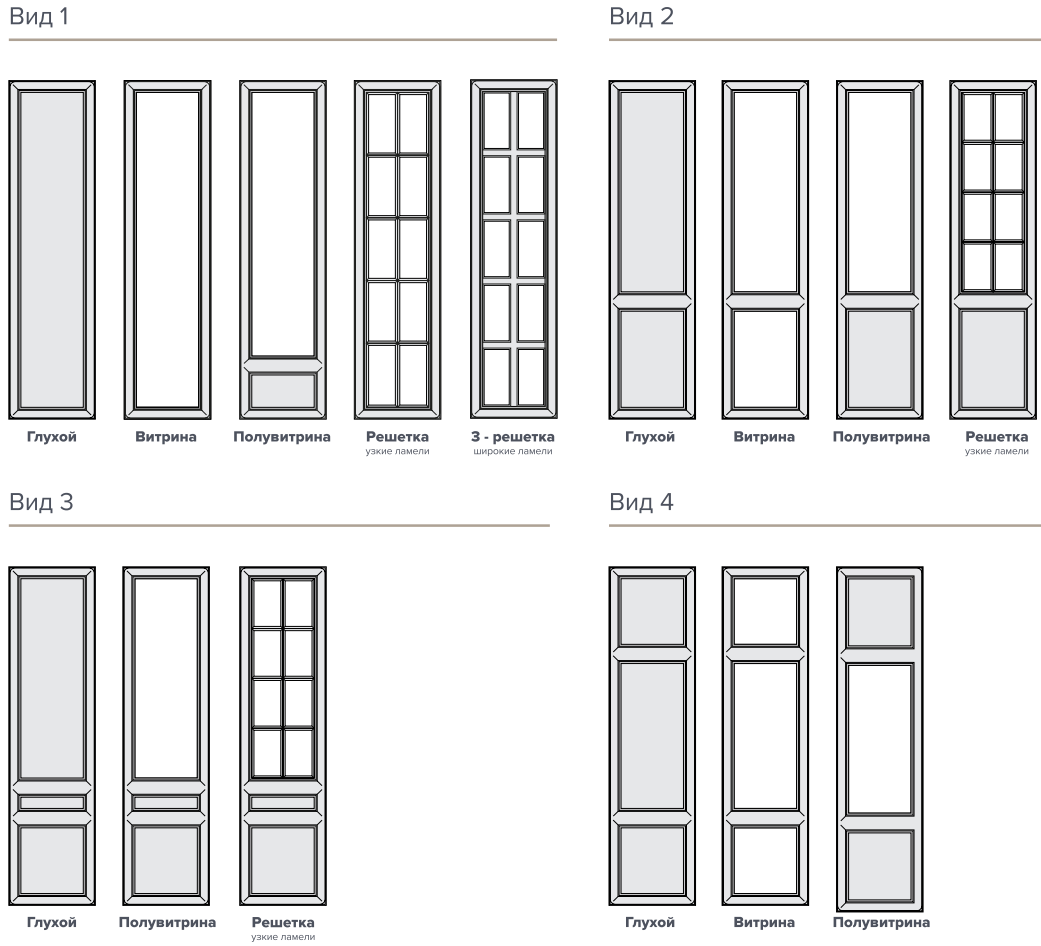 Вид 1
Глухой
Витрина
Полувитрина
Решетка
узкие ламели
3 - решетка
широкие ламели
Вид 2
Глухой
Витрина
Полувитрина
Решетка
узкие ламели
Вид 3
Глухой
Полувитрина
Решетка
узкие ламели
Вид 4
Глухой
Витрина
Полувитрина